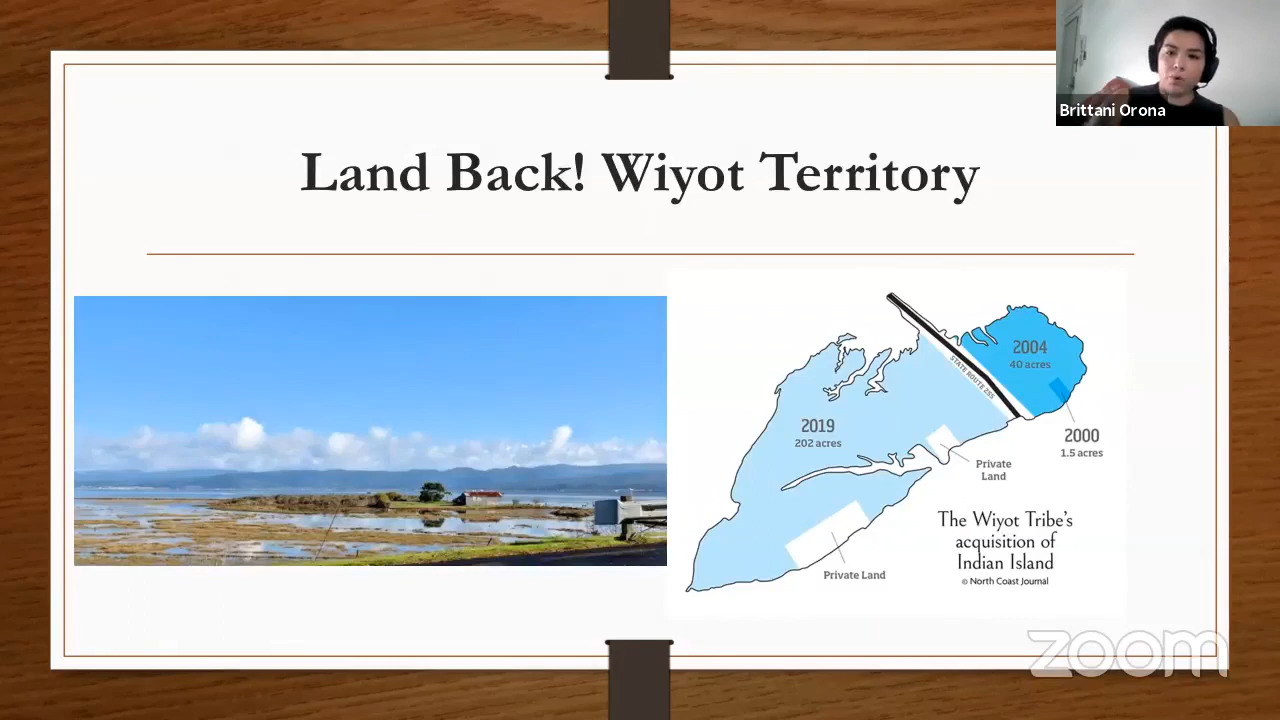 Brittani Orona
Land Back! Wiyot Territory
2004
40 acres
STATE ROUTE 255
2019
202 acres
2000
1.5 acres
Private
Land
The Wiyot Tribe's
acquisition of
Indian Island
© North Coast Journal
Private Land
zoom